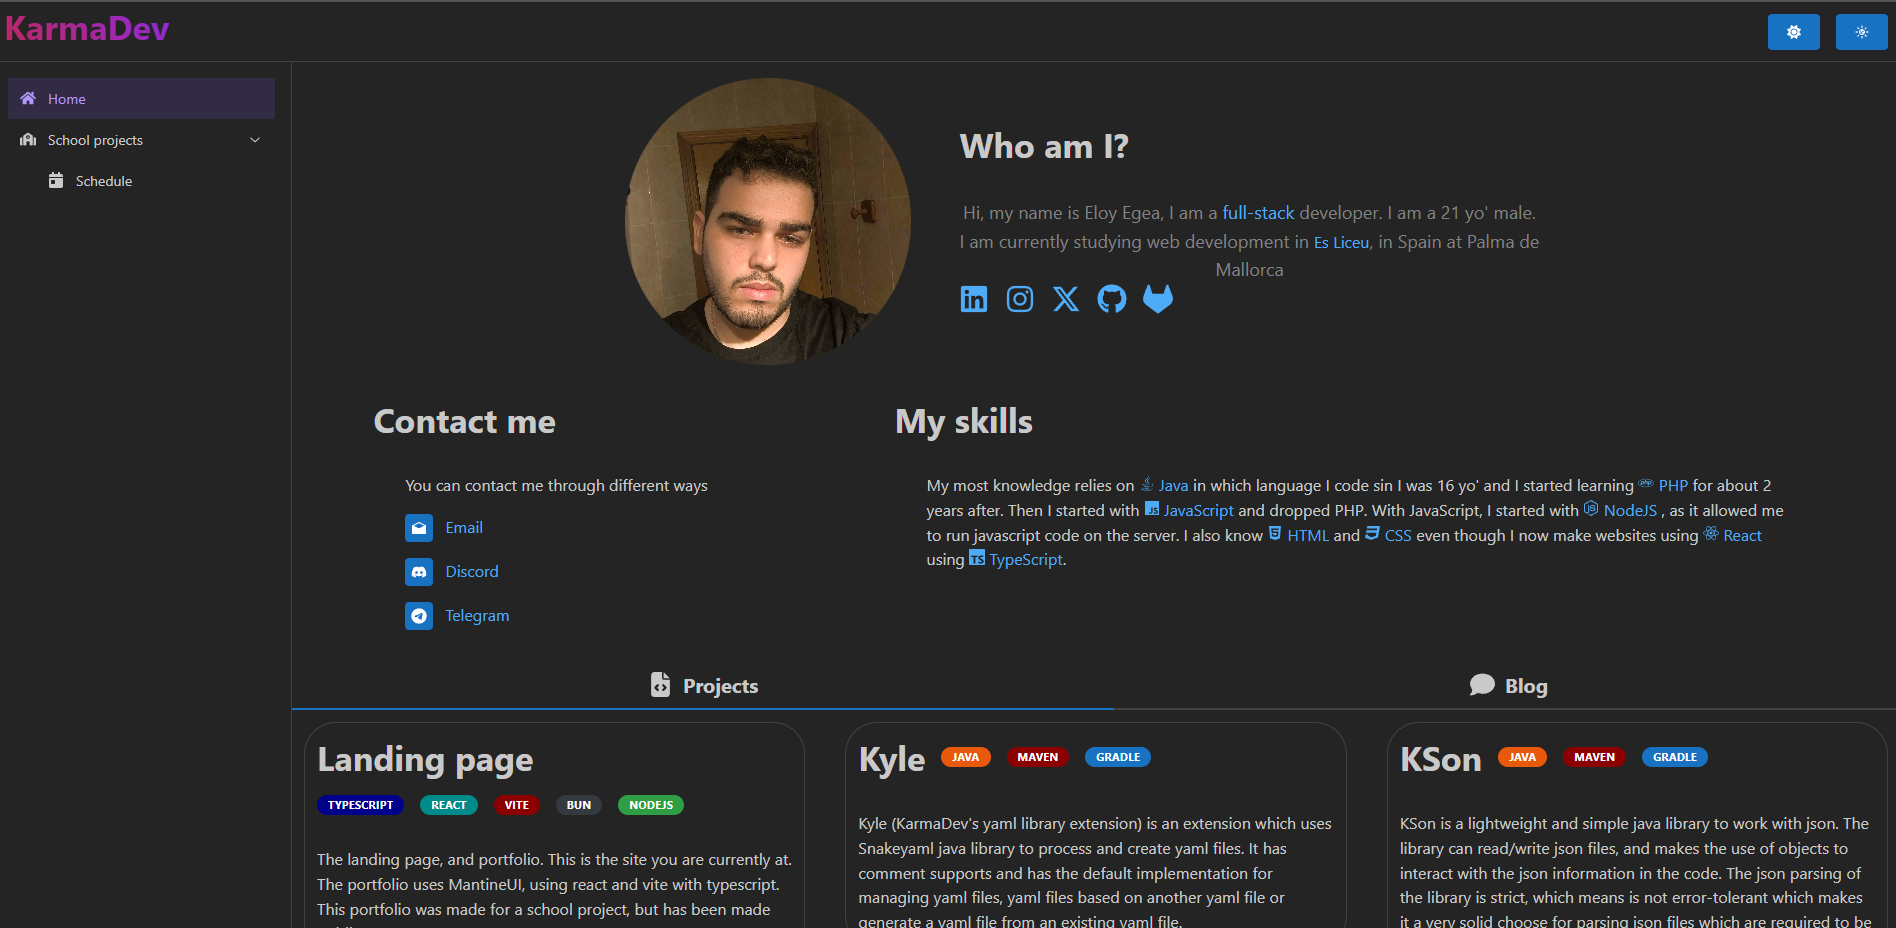 KarmaDev
Home
School projects
Schedule
Who am I?
Hi, my name is Eloy Egea, I am a full-stack developer. I am a 21 yo' male.
I am currently studying web development in Es Liceu, in Spain at Palma de
Mallorca
Contact me
You can contact me through different ways
Email
Discord
Telegram
My skills
My most knowledge relies on Java in which language I code sin I was 16 yo' and I started learning PHP for about 2
years after. Then I started with JavaScript and dropped PHP. With JavaScript, I started with NodeJS , as it allowed me
to run javascript code on the server. I also know HTML and CSS even though I now make websites using React
using TypeScript.
Projects
Blog
Landing page
TYPESCRIPT REACT VITE BUN NODEJS
The landing page, and portfolio. This is the site you are currently at.
The portfolio uses MantineUI, using react and vite with typescript.
This portfolio was made for a school project, but has been made
Kyle JAVA MAVEN GRADLE
Kyle (KarmaDev's yaml library extension) is an extension which uses
Snakeyaml java library to process and create yaml files. It has
comment supports and has the default implementation for
managing yaml files, yaml files based on another yaml file or
generate a yaml file from an existing yaml file.
KSon JAVA MAVEN GRADLE
KSon is a lightweight and simple java library to work with json. The
library can read/write json files, and makes the use of objects to
interact with the json information in the code. The json parsing of
the library is strict, which means is not error-tolerant which makes
it a very solid choose for parsing json files which are required to be